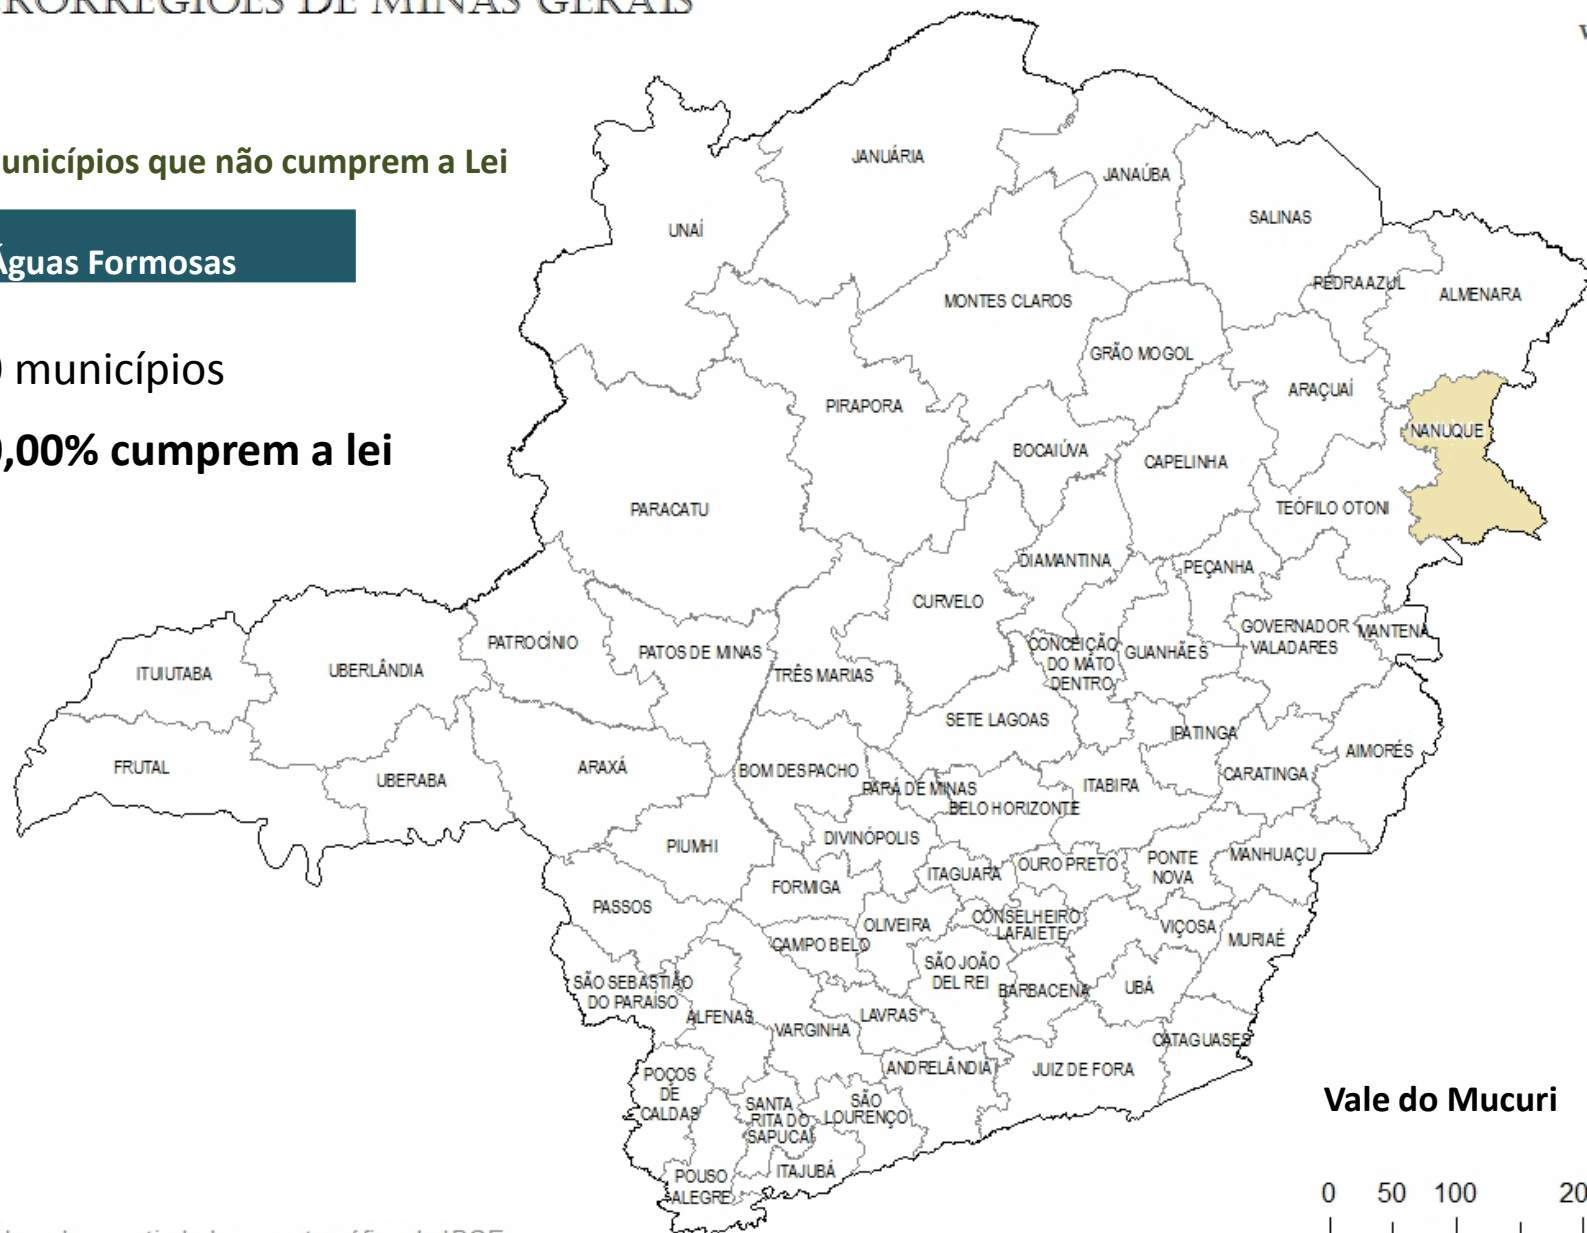 RORREGIÕES DE MINAS GERAIS
unicípios que não cumprem a Lei
Águas Formosas
municípios
,00% cumprem a lei
JANUÁRIA
JANAÚBA
SALINAS
UNAÍ
PEDRA AZUL
ALMENARA
MONTES CLAROS
GRÃO MOGOL
ARAÇUAÍ
PIRAPORA
NANUQUE
BOCAIÚVA
CAPELINHA
PARACATU
TEÓFILO OTONI
DIAMANTINA
PEÇANHA
CURVELO
GOVERNADOR
VALADARES
MANTENA
PATROCÍNIO
PATOS DE MINAS
CONCEIÇÃO
DO MATO
DENTRO
GUANHÃES
ITUIUTABA
UBERLÂNDIA
TRÊS MARIAS
SETE LAGOAS
IPATINGA
AIMORÉS
FRUTAL
UBERABA
ARAXÁ
BOM DESPACHO
CARATINGA
PARÁ DE MINAS
ITABIRA
BELO HORIZONTE
PIUMHI
DIVINÓPOLIS
MANHUAÇU
ITAGUARA
OURO PRETO
PONTE
NOVA
FORMIGA
PASSOS
OLIVEIRA
CONSELHEIRO
LAFAIETE
VIÇOSA
MURIAÉ
CAMPO BELO
SÃO JOÃO
DEL REI
BARBACENA
UBÁ
SÃO SEBASTIÃO
DO PARAÍSO
ALFENAS
VARGINHA
LAVRAS
CATAGUASES
ANDRELÂNDIA
JUIZ DE FORA
POÇOS
DE
CALDAS
SANTA
RITA DO
SAPUCAÍ
SÃO
LOURENÇO
Vale do Mucuri
POUSO
ALEGRE
ITAJUBÁ
0 50 100 20